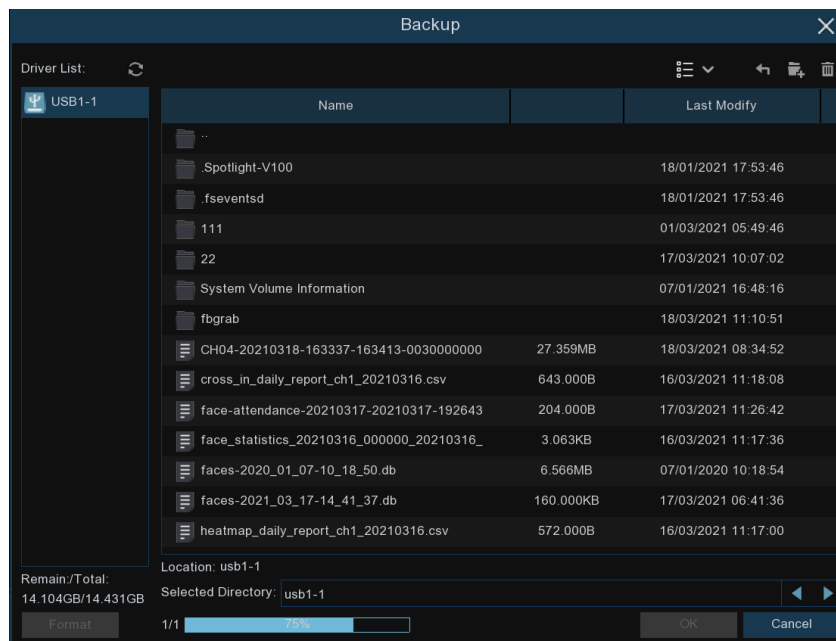 Backup
Driver List:
USB1-1
Name Last Modify
..
.Spotlight-V100 18/01/2021 17:53:46
.fseventsd 18/01/2021 17:53:46
111 01/03/2021 05:49:46
22 17/03/2021 10:07:02
System Volume Information 07/01/2021 16:48:16
fbgrab 18/03/2021 11:10:51
CH04-20210318-163337-163413-0030000000 27.359MB 18/03/2021 08:34:52
cross_in_daily_report_ch1_20210316.csv 643.000B 16/03/2021 11:18:08
face-attendance-20210317-20210317-192643 204.000B 17/03/2021 11:26:42
face_statistics_20210316_000000_20210316_ 3.063KB 16/03/2021 11:17:36
faces-2020_01_07-10_18_50.db 6.566MB 07/01/2020 10:18:54
faces-2021_03_17-14_41_37.db 160.000KB 17/03/2021 06:41:36
heatmap_daily_report_ch1_20210316.csv 572.000B 16/03/2021 11:17:00
Location: usb1-1
Remain:/Total:
14.104GB/14.431GB
Selected Directory: usb1-1
Format 1/1 75% OK Cancel